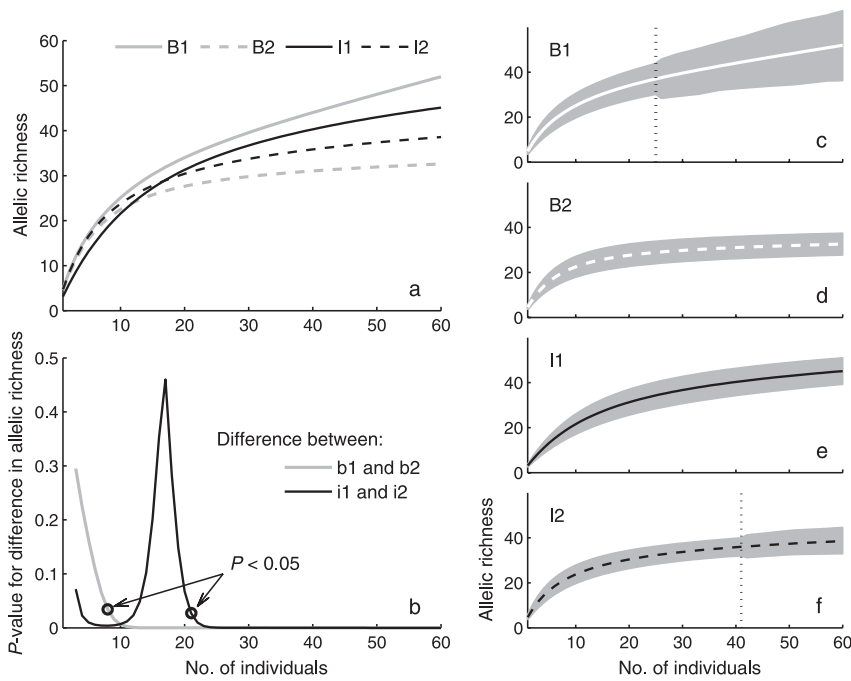 60
50
40
30
20
10
0
Allelic richness
B1 B2 I1 I2
a
10 20 30 40 50 60
0.5
0.4
0.3
0.2
0.1
0
P-value for difference in allelic richness
Difference between:
b1 and b2
i1 and i2
P < 0.05
b
10 20 30 40 50 60
No. of individuals
B1
40
20
0
c
B2
40
20
0
d
I1
40
20
0
e
I2
40
20
0
Allelic richness
f
10 20 30 40 50 60
No. of individuals